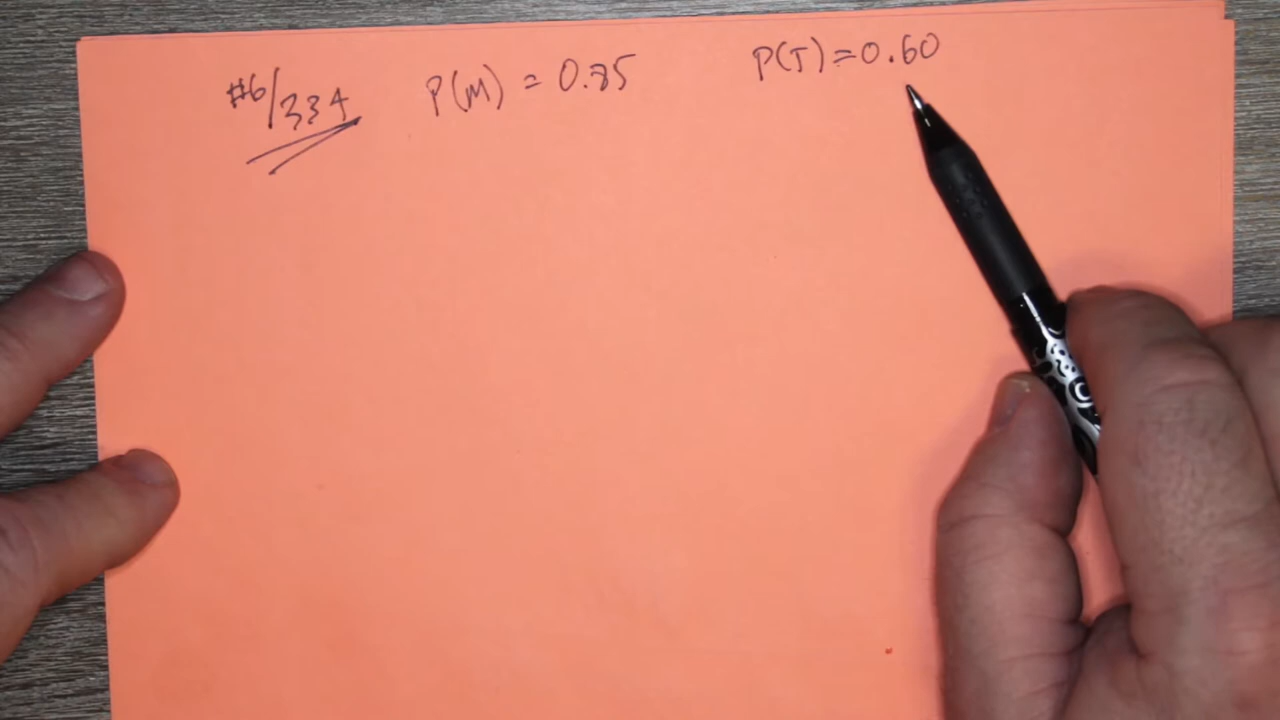 #6/334 P(M) = 0.85 P(T) = 0.60